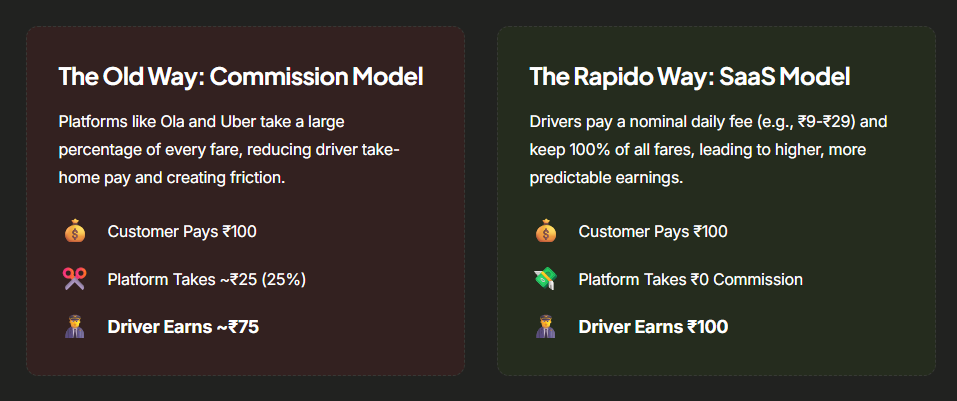 The Old Way: Commission Model
Platforms like Ola and Uber take a large
percentage of every fare, reducing driver take-
home pay and creating friction.
Customer Pays ₹100
Platform Takes ~₹25 (25%)
Driver Earns ~₹75
The Rapido Way: SaaS Model
Drivers pay a nominal daily fee (e.g., ₹9-₹29) and
keep 100% of all fares, leading to higher, more
predictable earnings.
Customer Pays ₹100
Platform Takes ₹0 Commission
Driver Earns ₹100